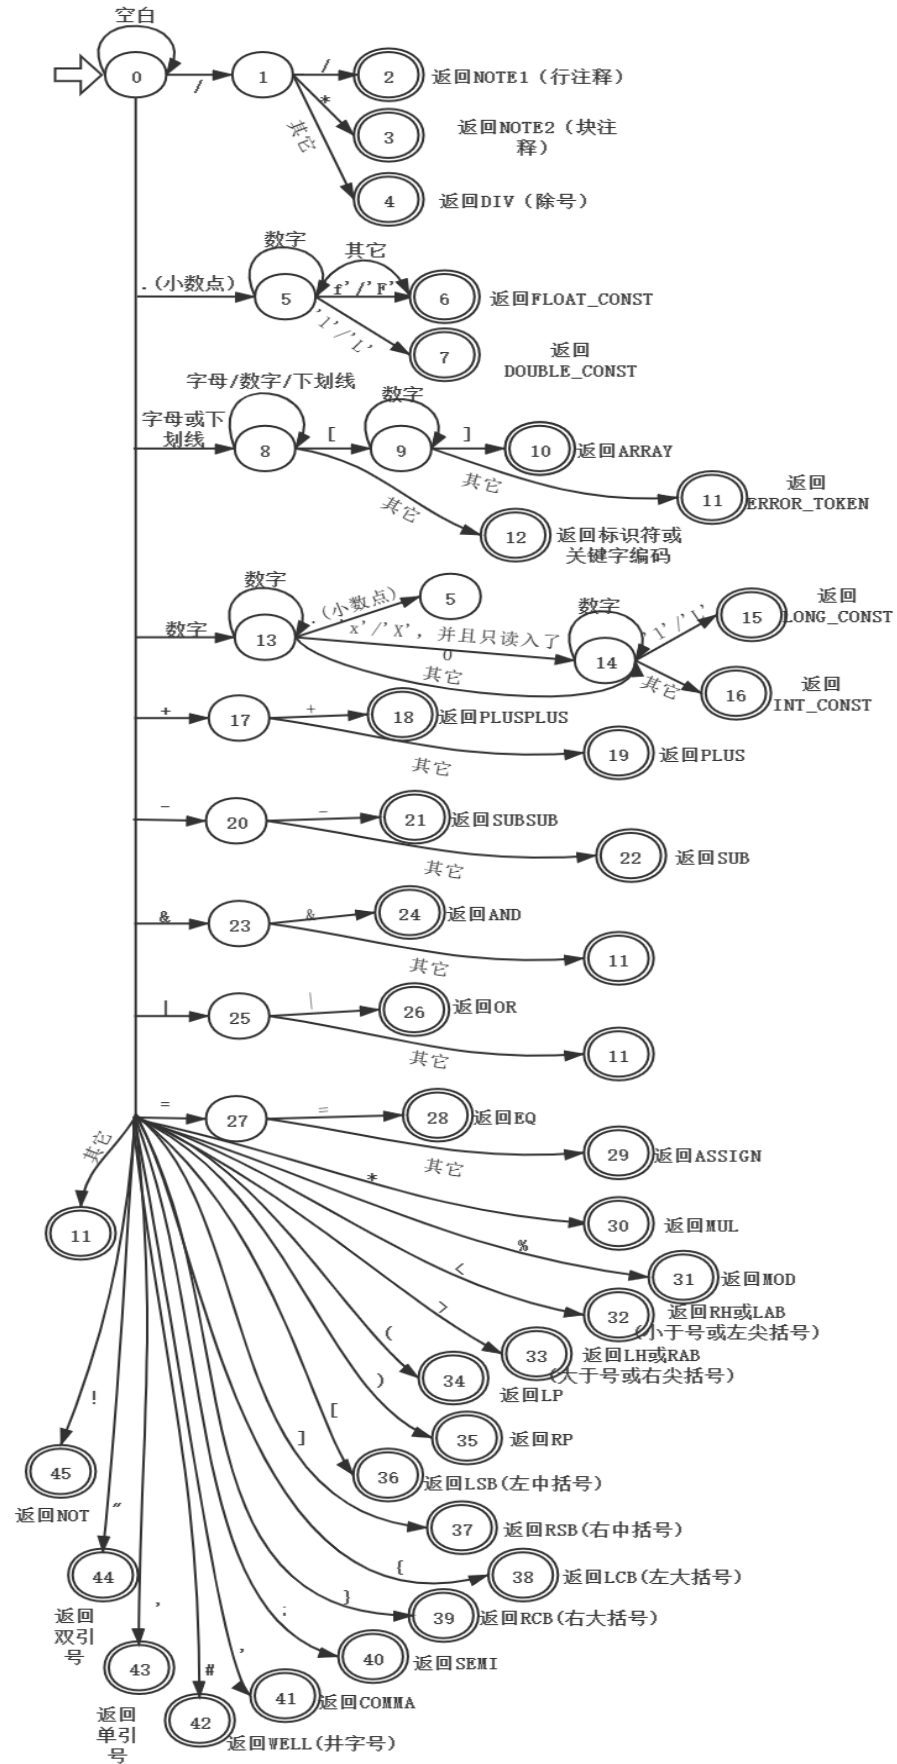 空白
0
/
1
/
2
返回NOTE1（行注释）
*
3
返回NOTE2（块注
释）
其它
4
返回DIV（除号）
数字
其它
.(小数点)
5
f'/'F'
6
返回FLOAT_CONST
'l'/'L'
7
返回
DOUBLE_CONST
字母/数字/下划线
数字
字母或下
划线
8
[
9
]
10
返回ARRAY
其它
11
返回
ERROR_TOKEN
其它
12
返回标识符或
关键字编码
数字
.(小数点)
5
数字
13
数字
x'/'X'，并且只读入了
0
其它
数字
14
'l'/'L'
15
返回
LONG_CONST
其它
16
返回
INT_CONST
+
17
+
18
返回PLUSPLUS
其它
19
返回PLUS
-
20
-
21
返回SUBSUB
其它
22
返回SUB
&
23
&
24
返回AND
其它
11
|
25
|
26
返回OR
其它
11
=
27
=
28
返回EQ
其它
29
返回ASSIGN
其它
11
*
30
返回MUL
%
31
返回MOD
<
32
返回RH或LAB
(小于号或左尖括号)
>
33
返回LH或RAB
(大于号或右尖括号)
(
34
返回LP
)
35
返回RP
[
36
返回LSB(左中括号)
]
37
返回RSB(右中括号)
{
38
返回LCB(左大括号)
}
39
返回RCB(右大括号)
;
40
返回SEMI
,
41
返回COMMA
#
42
返回WELL(井字号)
'
43
返回
单引
号
"
44
返回
双引
号
!
45
返回NOT